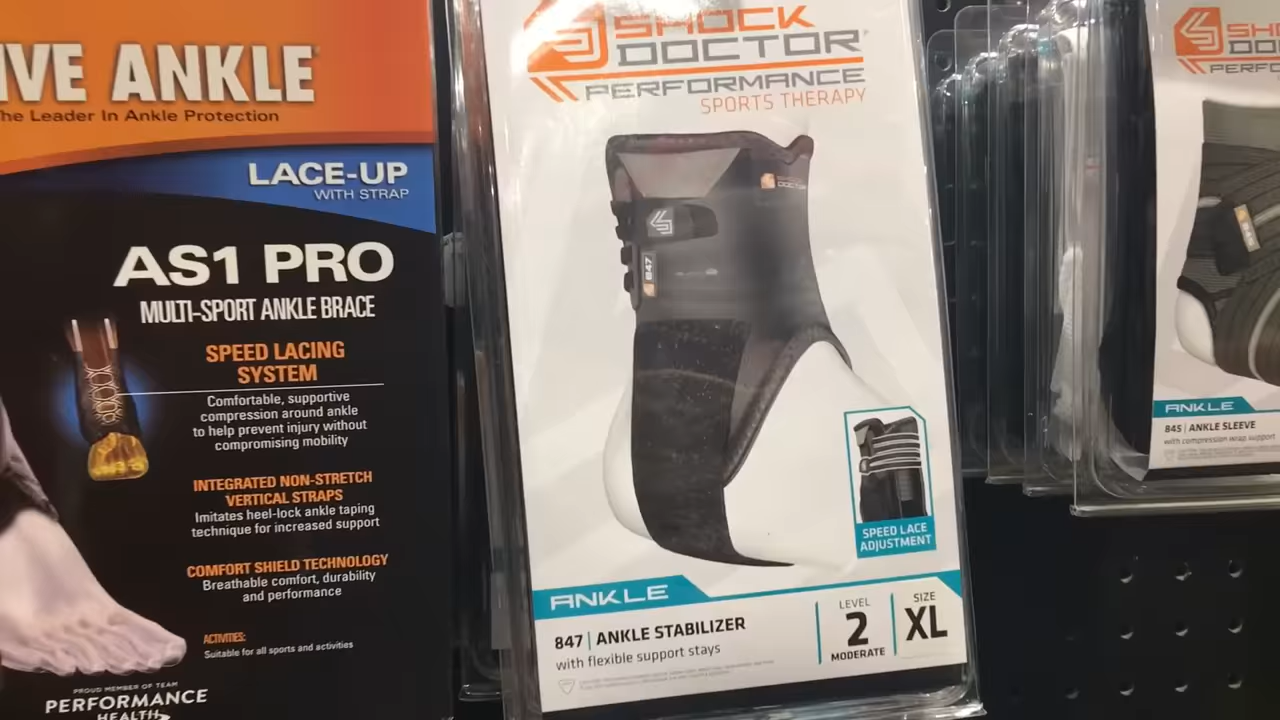 IVE ANKLE
The Leader In Ankle Protection
LACE-UP
WITH STRAP
AS1 PRO
MULTI-SPORT ANKLE BRACE
SPEED LACING
SYSTEM
Comfortable, supportive
compression around ankle
to help prevent injury without
compromising mobility
INTEGRATED NON-STRETCH
VERTICAL STRAPS
Imitates heel-lock ankle taping
technique for increased support
COMFORT SHIELD TECHNOLOGY
Breathable comfort, durability
and performance
ACTIVITIES:
Suitable for all sports and activities
PROUD MEMBER OF TEAM
PERFORMANCE
HEALTH
SHOCK
DOCTOR
PERFORMANCE
SPORTS THERAPY
SHOCK
DOCTOR
847
SPEED LACE
ADJUSTMENT
ANKLE
847 | ANKLE STABILIZER
with flexible support stays
LEVEL
2
MODERATE
SIZE
XL
SHOC
DO
PERFO
ANKLE
845 | ANKLE SLEEVE
with compression wrap support